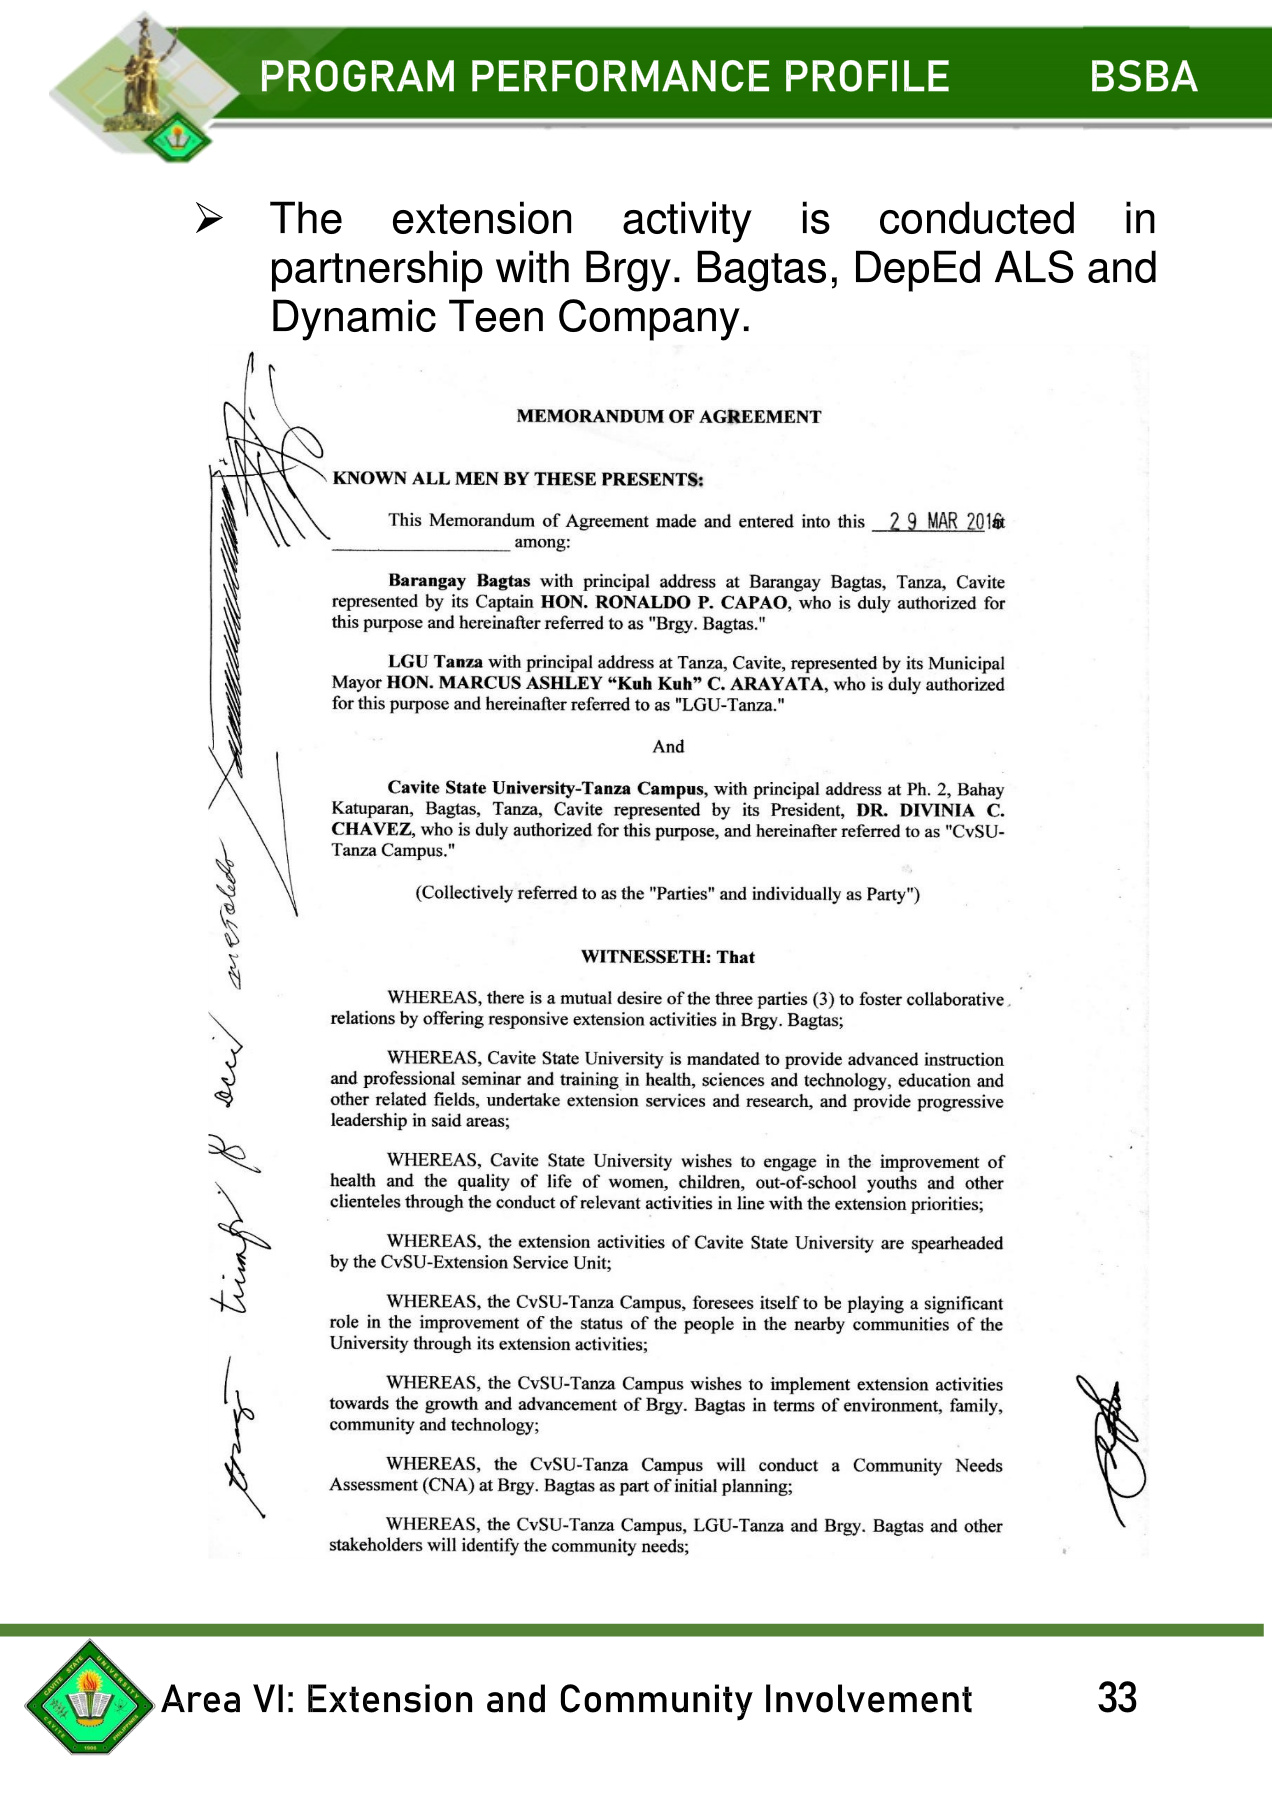 PROGRAM PERFORMANCE PROFILE BSBA
➢ The extension activity is conducted in
partnership with Brgy. Bagtas, DepEd ALS and
Dynamic Teen Company.
MEMORANDUM OF AGREEMENT
KNOWN ALL MEN BY THESE PRESENTS:
This Memorandum of Agreement made and entered into this 29 MAR at
____________________ among:
Barangay Bagtas with principal address at Barangay Bagtas, Tanza, Cavite
represented by its Captain HON. RONALDO P. CAPAO, who is duly authorized for
this purpose and hereinafter referred to as "Brgy. Bagtas."
LGU Tanza with principal address at Tanza, Cavite, represented by its Municipal
Mayor HON. MARCUS ASHLEY “Kuh Kuh” C. ARAYATA, who is duly authorized
for this purpose and hereinafter referred to as "LGU-Tanza."
And
Cavite State University-Tanza Campus, with principal address at Ph. 2, Bahay
Katuparan, Bagtas, Tanza, Cavite represented by its President, DR. DIVINIA C.
CHAVEZ, who is duly authorized for this purpose, and hereinafter referred to as "CvSU-
Tanza Campus."
(Collectively referred to as the "Parties" and individually as Party")
WITNESSETH: That
WHEREAS, there is a mutual desire of the three parties (3) to foster collaborative
relations by offering responsive extension activities in Brgy. Bagtas;
WHEREAS, Cavite State University is mandated to provide advanced instruction
and professional seminar and training in health, sciences and technology, education and
other related fields, undertake extension services and research, and provide progressive
leadership in said areas;
WHEREAS, Cavite State University wishes to engage in the improvement of
health and the quality of life of women, children, out-of-school youths and other
clienteles through the conduct of relevant activities in line with the extension priorities;
WHEREAS, the extension activities of Cavite State University are spearheaded
by the CvSU-Extension Service Unit;
WHEREAS, the CvSU-Tanza Campus, foresees itself to be playing a significant
role in the improvement of the status of the people in the nearby communities of the
University through its extension activities;
WHEREAS, the CvSU-Tanza Campus wishes to implement extension activities
towards the growth and advancement of Brgy. Bagtas in terms of environment, family,
community and technology;
WHEREAS, the CvSU-Tanza Campus will conduct a Community Needs
Assessment (CNA) at Brgy. Bagtas as part of initial planning;
WHEREAS, the CvSU-Tanza Campus, LGU-Tanza and Brgy. Bagtas and other
stakeholders will identify the community needs;
CAVITE STATE UNIVERSITY
CAVITE PHILIPPINES
1906
Area VI: Extension and Community Involvement 33